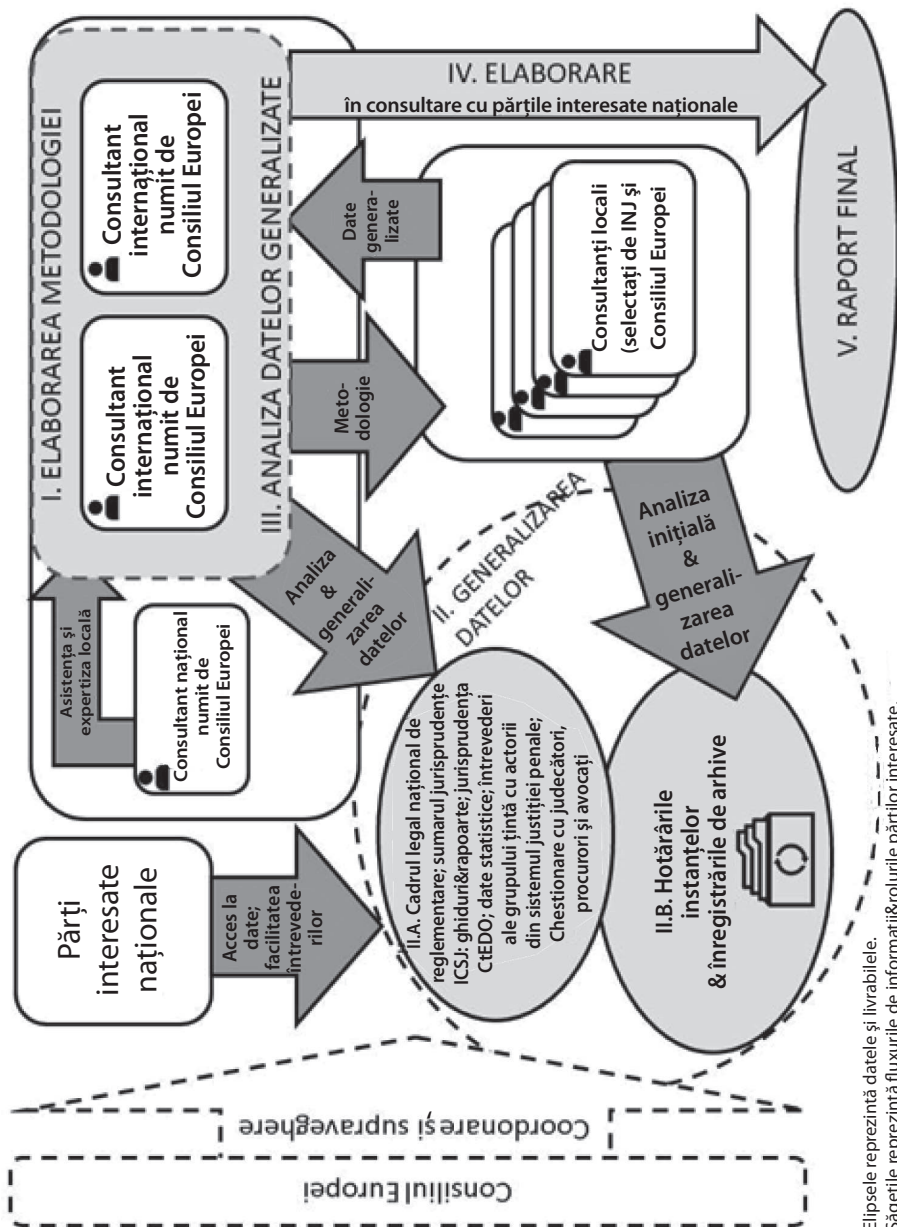 Consiliul Europei
Coordonare și supraveghere
Părți
interesate
naționale
Acces la
date;
facilitatea
întrevede-
rilor
Asistența și
expertiza locală
Consultant național
numit de
Consiliul Europei
I. ELABORAREA METODOLOGIEI
Consultant
internațional
numit de
Consiliul Europei
Consultant
internațional
numit de
Consiliul Europei
III. ANALIZA DATELOR GENERALIZATE
Analiza
&
generali-
zarea
datelor
Meto-
dologie
Date
genera-
lizate
IV. ELABORARE
în consultare cu părțile interesate naționale
II. GENERALIZAREA
DATELOR
II.A. Cadrul legal național de
reglementare; sumarul jurisprudențe
ICSJ; ghiduri&rapoarte; jurisprudența
CtEDO; date statistice; întrevederi
ale grupului țintă cu actorii
din sistemul justiției penale;
Chestionare cu judecători,
procurori și avocați
Consultanți locali
(selectați de INJ și
Consiliul Europei
Analiza
inițială
&
generali-
zarea
datelor
II.B. Hotărârile
instanțelor
& înregistrările de arhive
V. RAPORT FINAL
Elipsele reprezintă datele și livrabilele.
Săgețile reprezintă fluxurile de informații&rolurile părților interesate.